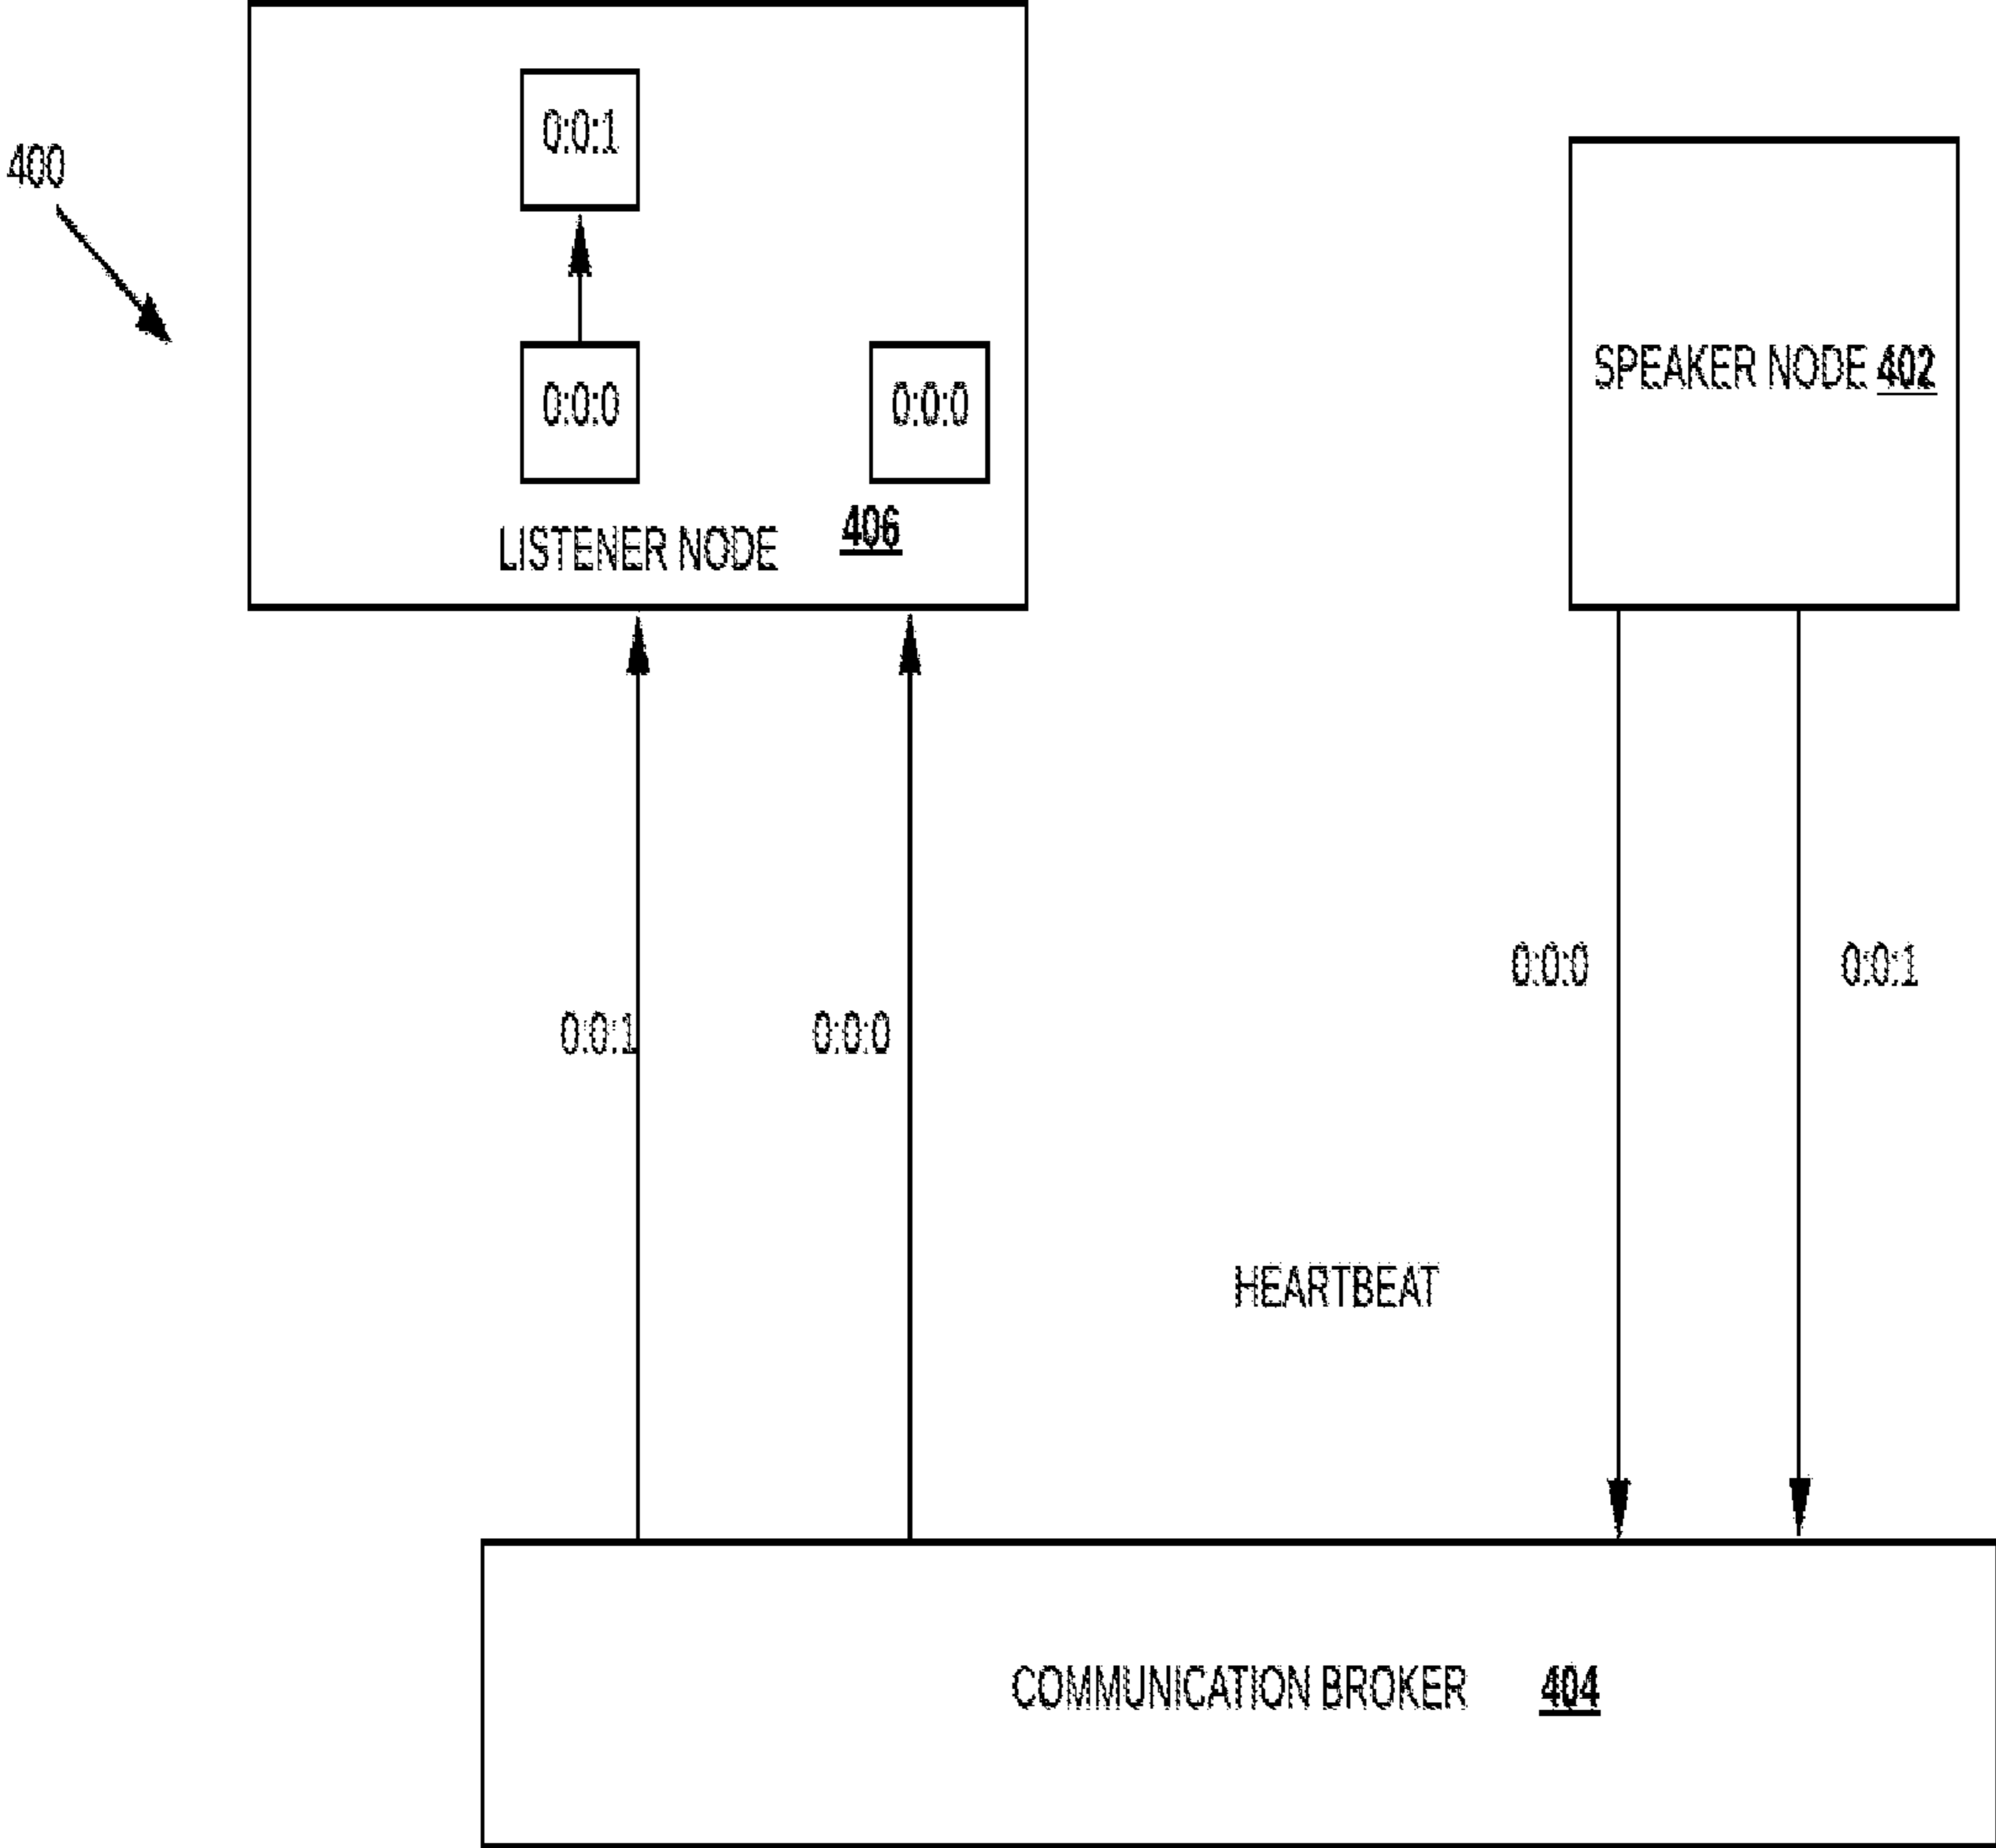 0:0:1
400
SPEAKER NODE 402
0:0:0
0:0:0
406
LISTENER NODE
0:0:0
0:0:1
0:0:1
0:0:0
HEARTBEAT
COMMUNICATION BROKER 404